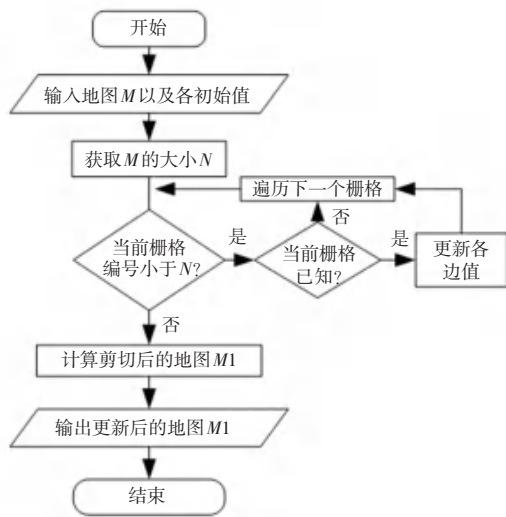 开始
输入地图M以及各初始值
获取M的大小N
遍历下一个栅格
当前栅格
编号小于N?
是
否
当前栅格
已知?
是
更新各
边值
否
计算剪切后的地图M1
输出更新后的地图M1
结束